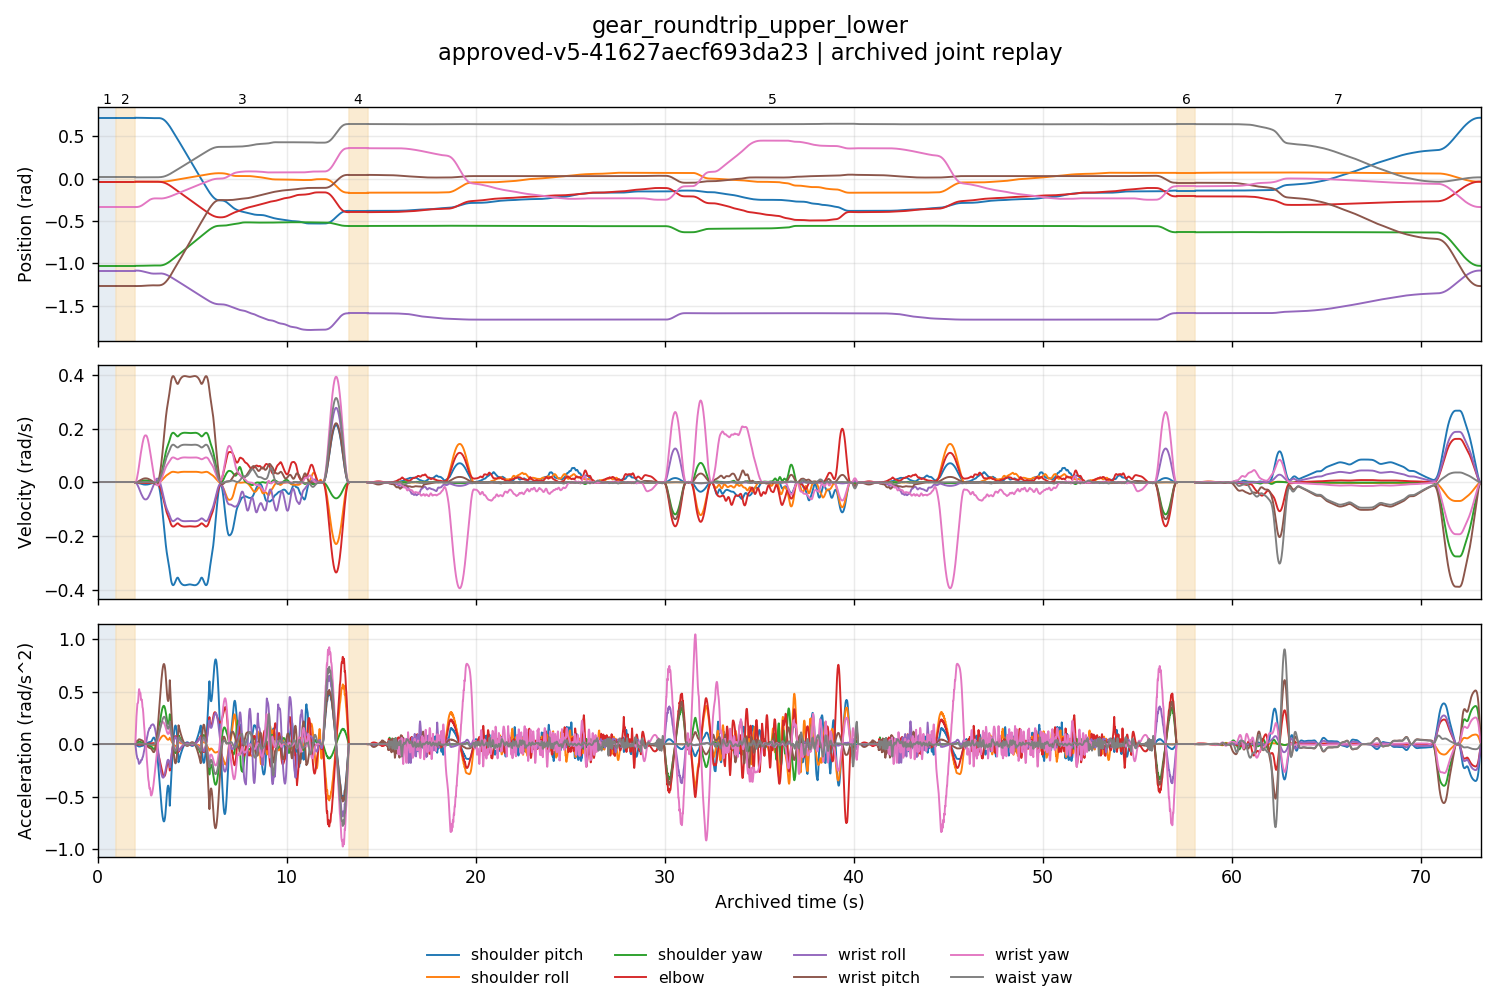 gear_roundtrip_upper_lower
approved-v5-41627aecf693da23 | archived joint replay
1 2 3 4 5 6 7
0.5
0.0
−0.5
−1.0
−1.5
Position (rad)
0.4
0.2
0.0
−0.2
−0.4
Velocity (rad/s)
1.0
0.5
0.0
−0.5
−1.0
Acceleration (rad/s^2)
0 10 20 30 40 50 60 70
Archived time (s)
shoulder pitch shoulder yaw wrist roll wrist yaw
shoulder roll elbow wrist pitch waist yaw